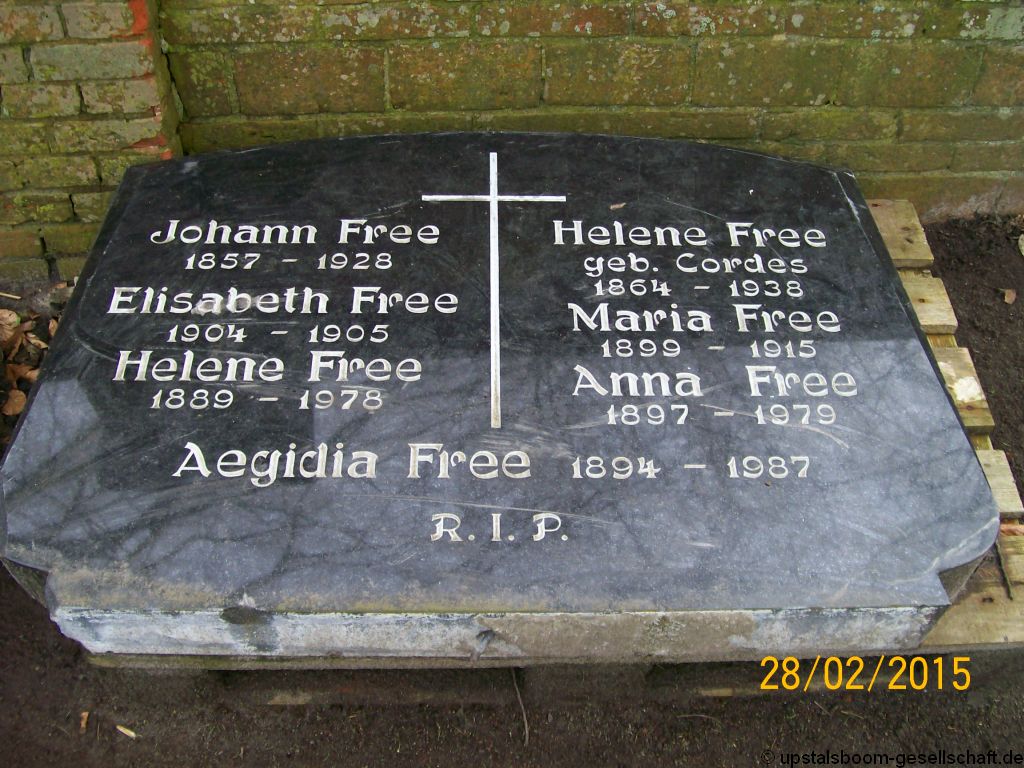 Johann Free
1857 - 1928
Elisabeth Free
1904 - 1905
Helene Free
1889 - 1978
Helene Free
geb. Cordes
1864 - 1938
Maria Free
1899 - 1915
Anna Free
1897 - 1979
Aegidia Free 1894 - 1987
R. I. P.
28/02/2015
© upstalsboom-gesellschaft.de